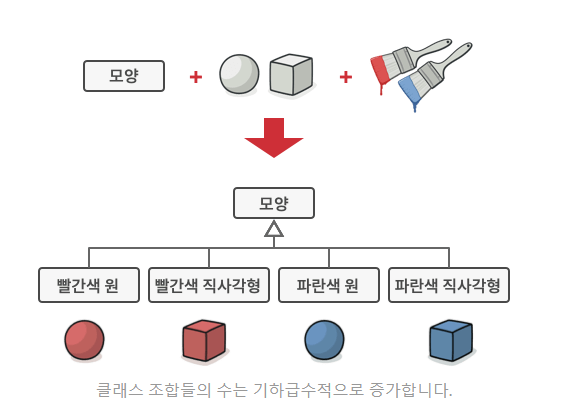 모양
모양
빨간색 원
빨간색 직사각형
파란색 원
파란색 직사각형
클래스 조합들의 수는 기하급수적으로 증가합니다.